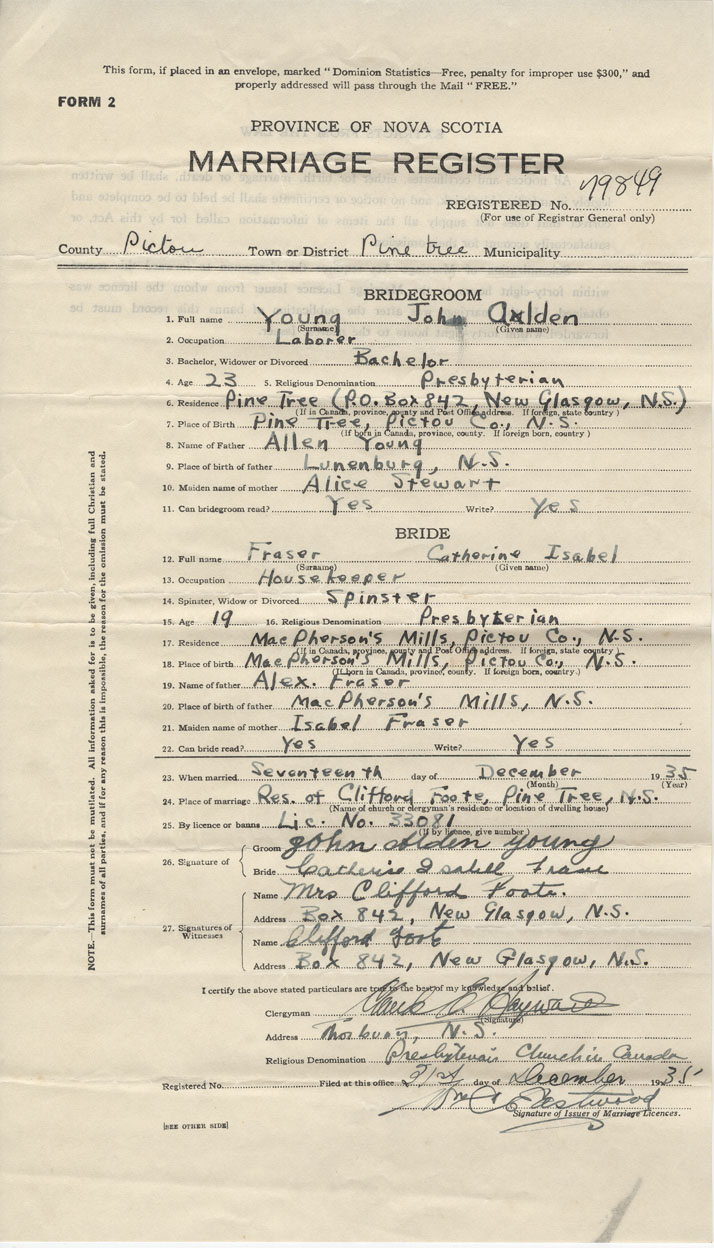 This form, if placed in an envelope, marked " Dominion Statistics—Free, penalty for improper use $300," and
properly addressed will pass through the Mail " FREE."
FORM 2
PROVINCE OF NOVA SCOTIA
MARRIAGE REGISTER
REGISTERED No. 79849
(For use of Registrar General only)
County Pictou Town or District Pine tree Municipality
BRIDEGROOM
1. Full name Young John Alden
(Surname) (Given name)
2. Occupation Laborer
3. Bachelor, Widower or Divorced Bachelor
4. Age 23 5. Religious Denomination Presbyterian
6. Residence Pine Tree (P.O. Box 842, New Glasgow, N.S.)
(If in Canada, province, county and Post Office address. If foreign, state country )
7. Place of Birth Pine Tree, Pictou Co., N.S.
(If born in Canada, province, county. If foreign born, country )
8. Name of Father Allen Young
9. Place of birth of father Lunenburg, N.S.
10. Maiden name of mother Alice Stewart
11. Can bridegroom read? Yes Write? Yes
BRIDE
12. Full name Fraser Catherine Isabel
(Surname) (Given name)
13. Occupation Housekeeper
14. Spinster, Widow or Divorced Spinster
15. Age 19 16. Religious Denomination Presbyterian
17. Residence MacPherson's Mills, Pictou Co., N.S.
(If in Canada, province, county and Post Office address. If foreign, state country
18. Place of birth MacPherson's Mills, Pictou Co., N.S.
(If born in Canada, province, county. If foreign born, country.)
19. Name of father Alex. Fraser
20. Place of birth of father MacPherson's Mills, N.S.
21. Maiden name of mother Isabel Fraser
22. Can bride read? Yes Write? Yes
23. When married Seventeenth day of December 1935
(Month) (Year)
24. Place of marriage Res. of Clifford Foote, Pine Tree, N.S.
(Name of church or clergyman's residence or location of dwelling house)
25. By licence or banns Lic. No. 33081
(If by licence, give number)
26. Signature of Groom John Alden Young
Bride Catherine Isabell Frase
27. Signatures of Witnesses
Name Mrs Clifford Foote.
Address Box 842, New Glasgow, N.S.
Name Clifford Foote
Address Box 842, New Glasgow, N.S.
I certify the above stated particulars are true to the best of my knowledge and belief.
Clergyman Hayward
(Signature)
Address Thorburn, N.S.
Religious Denomination Presbyterian Church in Canada
Registered No. Filed at this office 21st day of December 1935
Eastwood
Signature of Issuer of Marriage Licences.
[SEE OTHER SIDE]
NOTE.—This form must not be mutilated. All information asked for is to be given, including full Christian and
surnames of all parties, and if for any reason this is impossible, the reason for the omission must be stated.